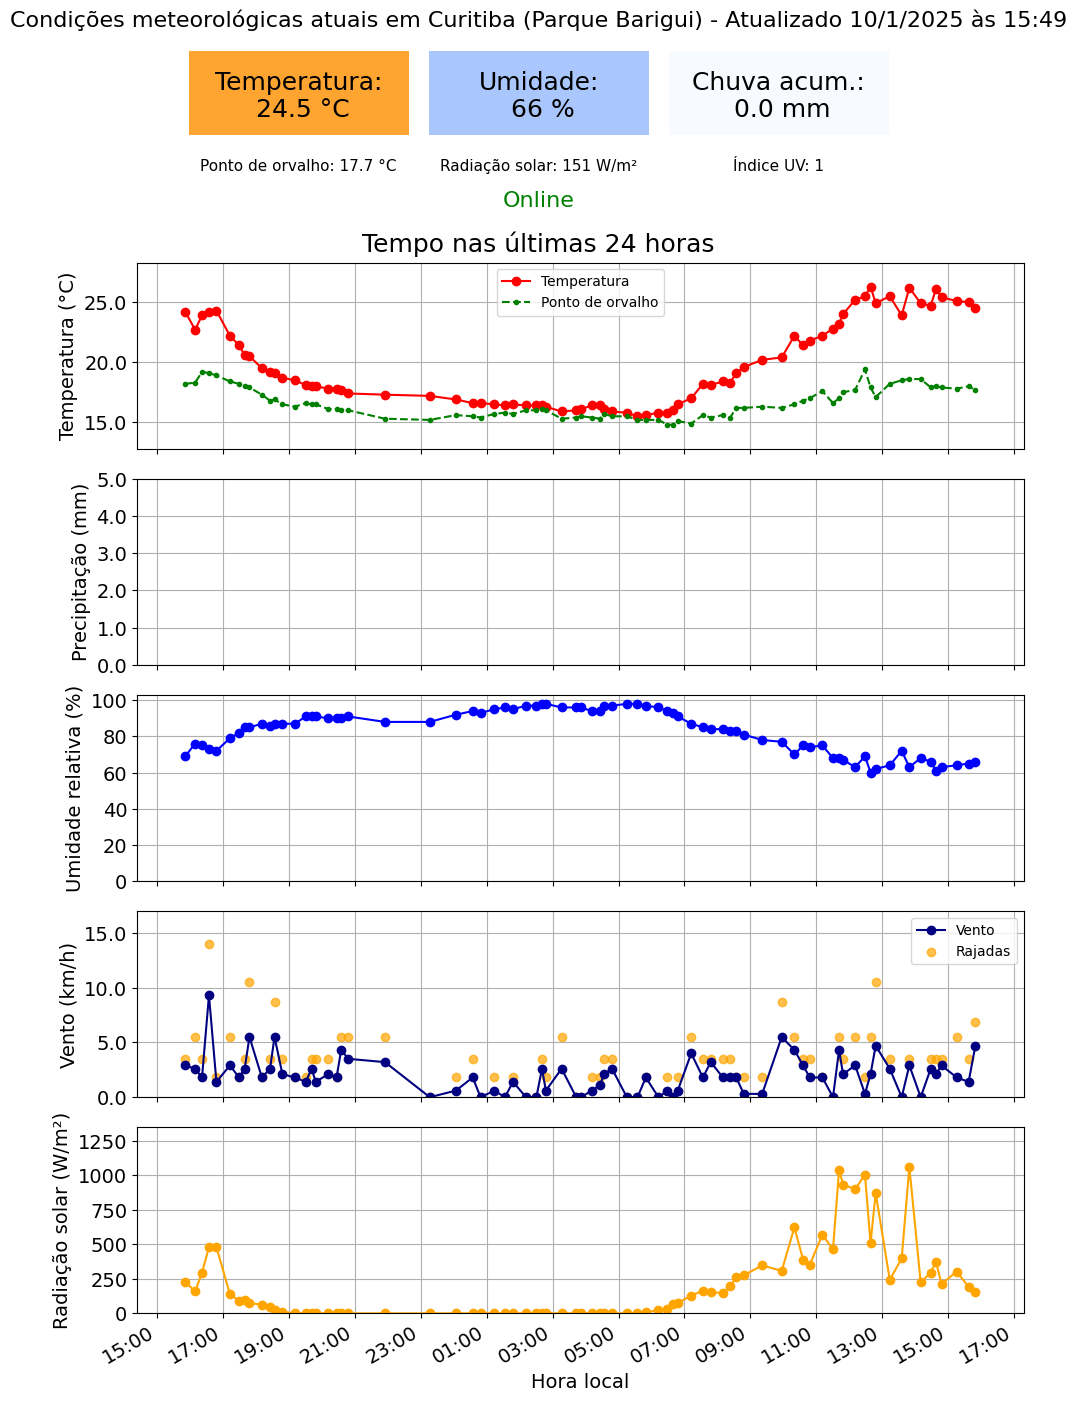 Condições meteorológicas atuais em Curitiba (Parque Barigui) - Atualizado 10/1/2025 às 15:49
Temperatura:
24.5 °C
Umidade:
66 %
Chuva acum.:
0.0 mm
Ponto de orvalho: 17.7 °C
Radiação solar: 151 W/m²
Índice UV: 1
Online
Tempo nas últimas 24 horas
Temperatura (°C)
25.0
20.0
15.0
Temperatura
Ponto de orvalho
Precipitação (mm)
5.0
4.0
3.0
2.0
1.0
0.0
Umidade relativa (%)
100
80
60
40
20
0
Vento (km/h)
15.0
10.0
5.0
0.0
Vento
Rajadas
Radiação solar (W/m²)
1250
1000
750
500
250
0
15:00
17:00
19:00
21:00
23:00
01:00
03:00
05:00
07:00
09:00
11:00
13:00
15:00
17:00
Hora local